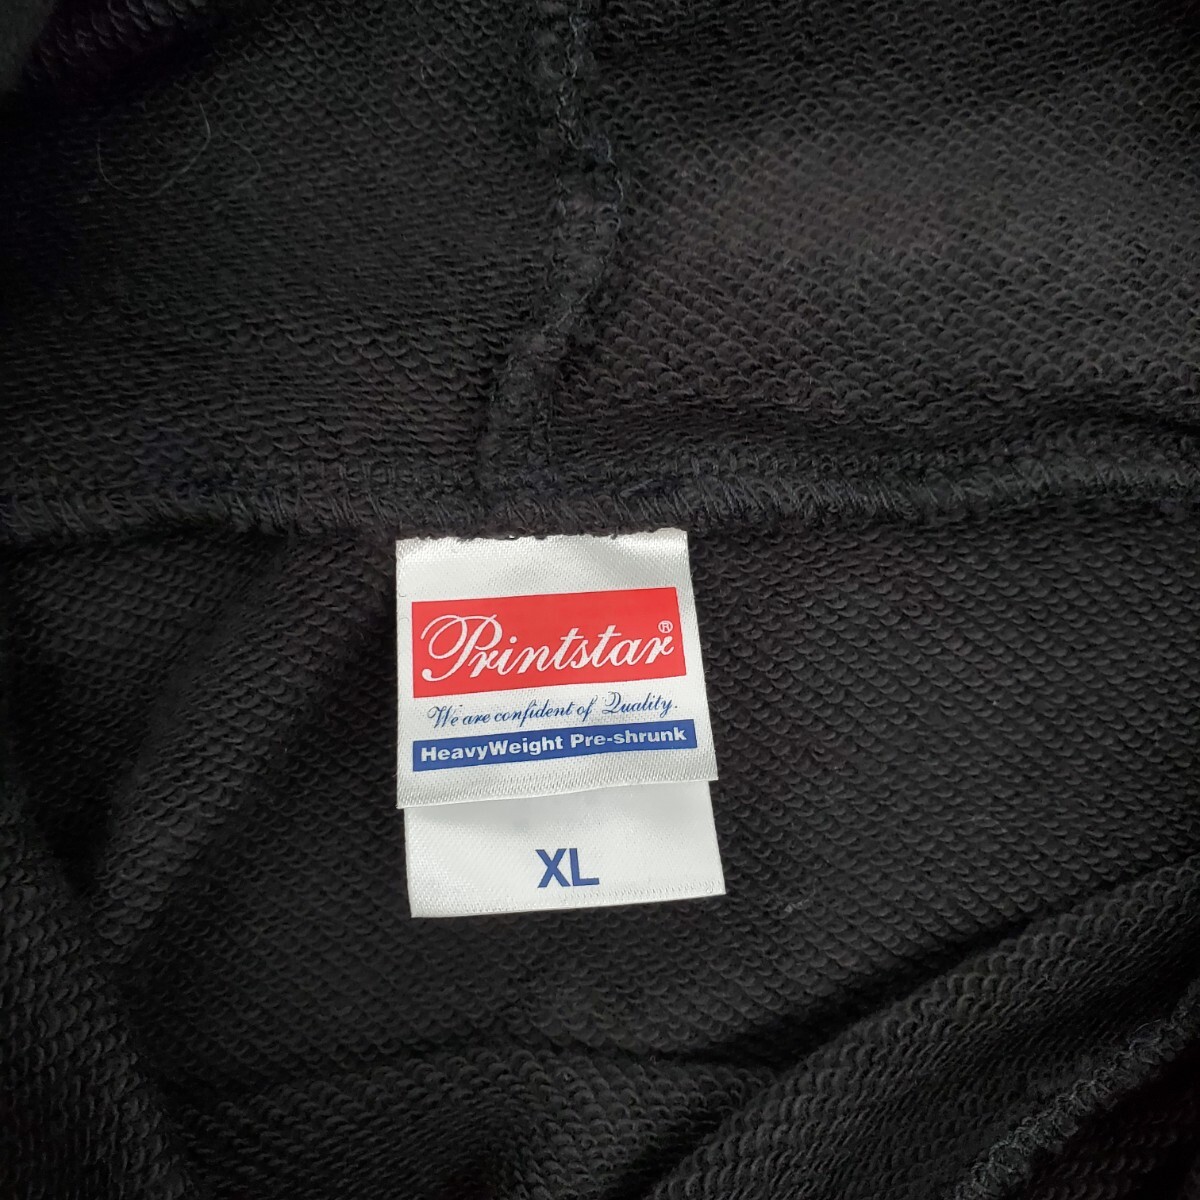 Printstar®
We are confident of Quality.
HeavyWeight Pre-shrunk
XL